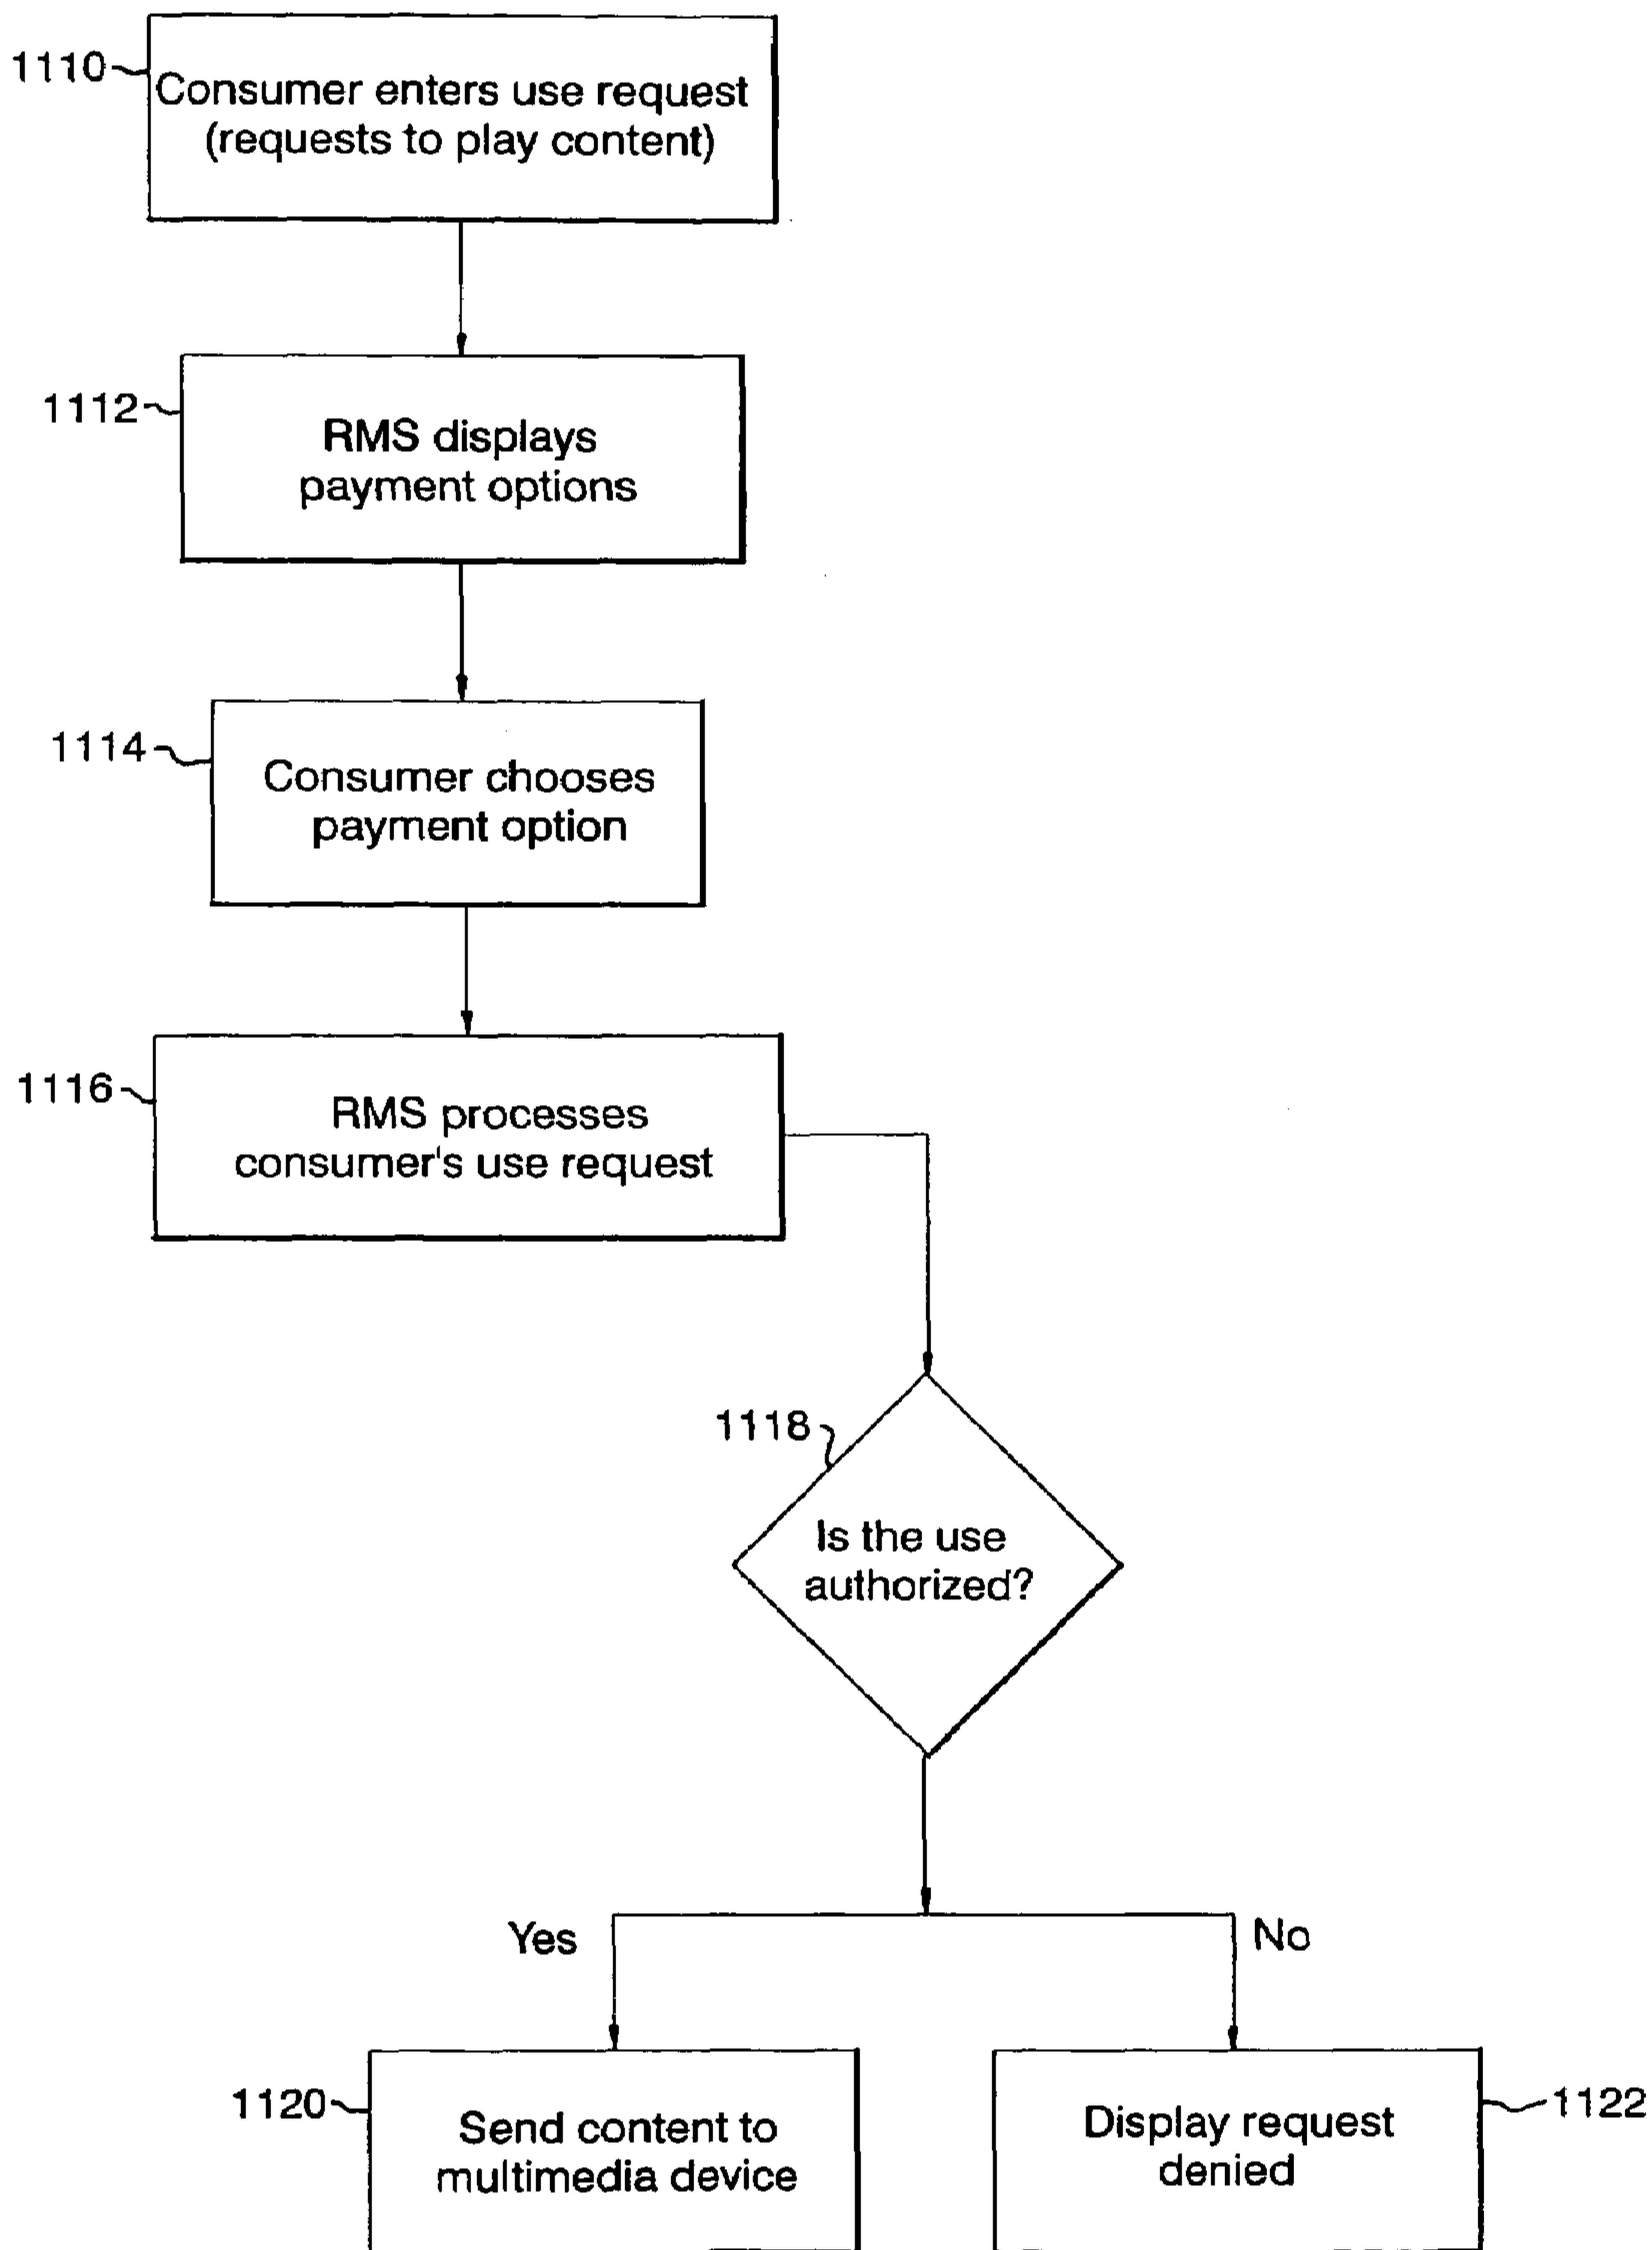 1110
Consumer enters use request
(requests to play content)
1112
RMS displays
payment options
1114
Consumer chooses
payment option
1116
RMS processes
consumer's use request
1118
Is the use
authorized?
Yes
No
1120
Send content to
multimedia device
Display request
denied
1122